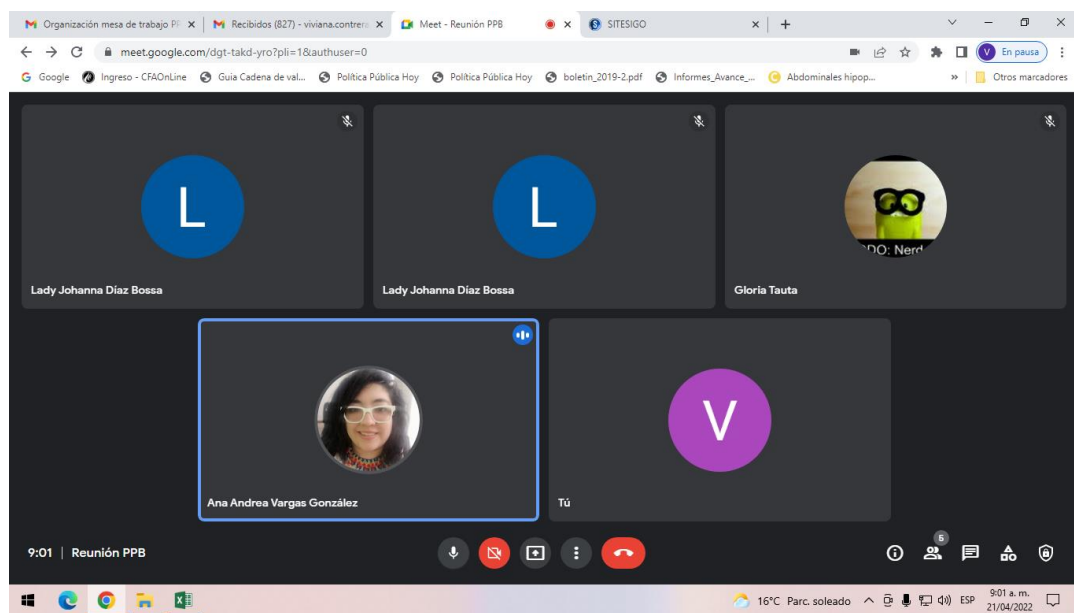 Organización mesa de trabajo PP
Recibidos (827) - viviana.contrera
Meet - Reunión PPB
SITESIGO
meet.google.com/dgt-takd-yro?pli=1&authuser=0
En pausa
Google
Ingreso - CFAOnLine
Guia Cadena de val...
Política Pública Hoy
Política Pública Hoy
boletin_2019-2.pdf
Informes_Avance_...
Abdominales hipop...
»
Otros marcadores
L
L
DO: Nerd
Lady Johanna Díaz Bossa
Lady Johanna Díaz Bossa
Gloria Tauta
V
Ana Andrea Vargas González
Tú
9:01 | Reunión PPB
5
16°C Parc. soleado
ESP
9:01 a. m.
21/04/2022